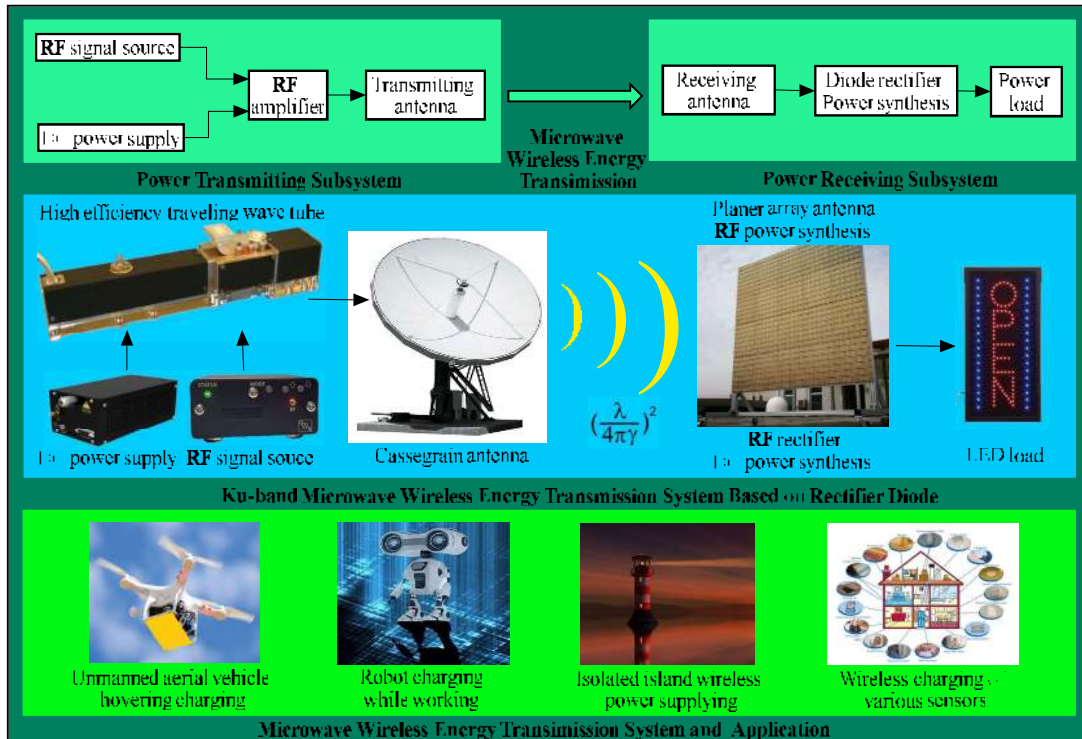 RF signal source
RF
amplifier
Transmitting
antenna
power supply
Receiving
antenna
Diode rectifier
Power synthesis
Power
load
Microwave
Wireless Energy
Transimission
Power Transmitting Subsystem
Power Receiving Subsystem
High efficiency traveling wave tube
Planer array antenna
RF power synthesis
OPEN
(λ/4πγ)²
power supply
RF signal souce
Cassegrain antenna
RF rectifier
power synthesis
LED load
Ku-band Microwave Wireless Energy Transmission System Based on Rectifier Diode
Unmanned aerial vehicle
hovering charging
Robot charging
while working
Isolated island wireless
power supplying
Wireless charging
various sensors
Microwave Wireless Energy Transimission System and Application